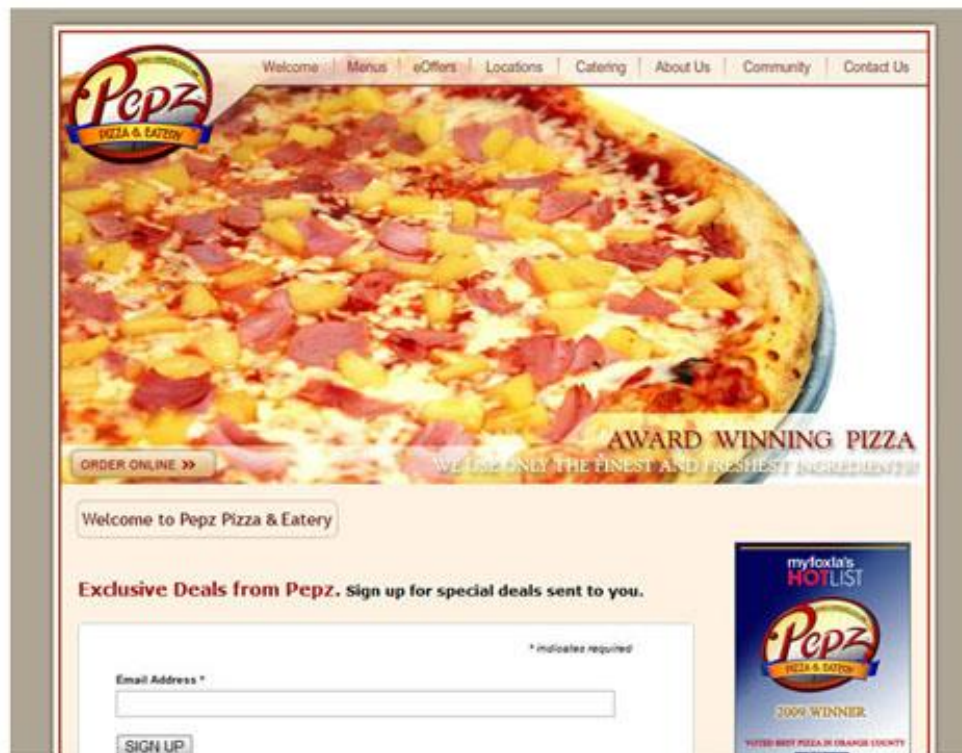 Pepz
PIZZA & EATERY
Welcome | Menus | eOffers | Locations | Catering | About Us | Community | Contact Us
AWARD WINNING PIZZA
ORDER ONLINE >>
WE USE ONLY THE FINEST AND FRESHEST INGREDIENTS!
Welcome to Pepz Pizza & Eatery
Exclusive Deals from Pepz. Sign up for special deals sent to you.
* indicates required
Email Address *
SIGN UP
myfoxla's
HOTLIST
Pepz
PIZZA & EATERY
2009 WINNER
VOTED BEST PIZZA IN ORANGE COUNTY